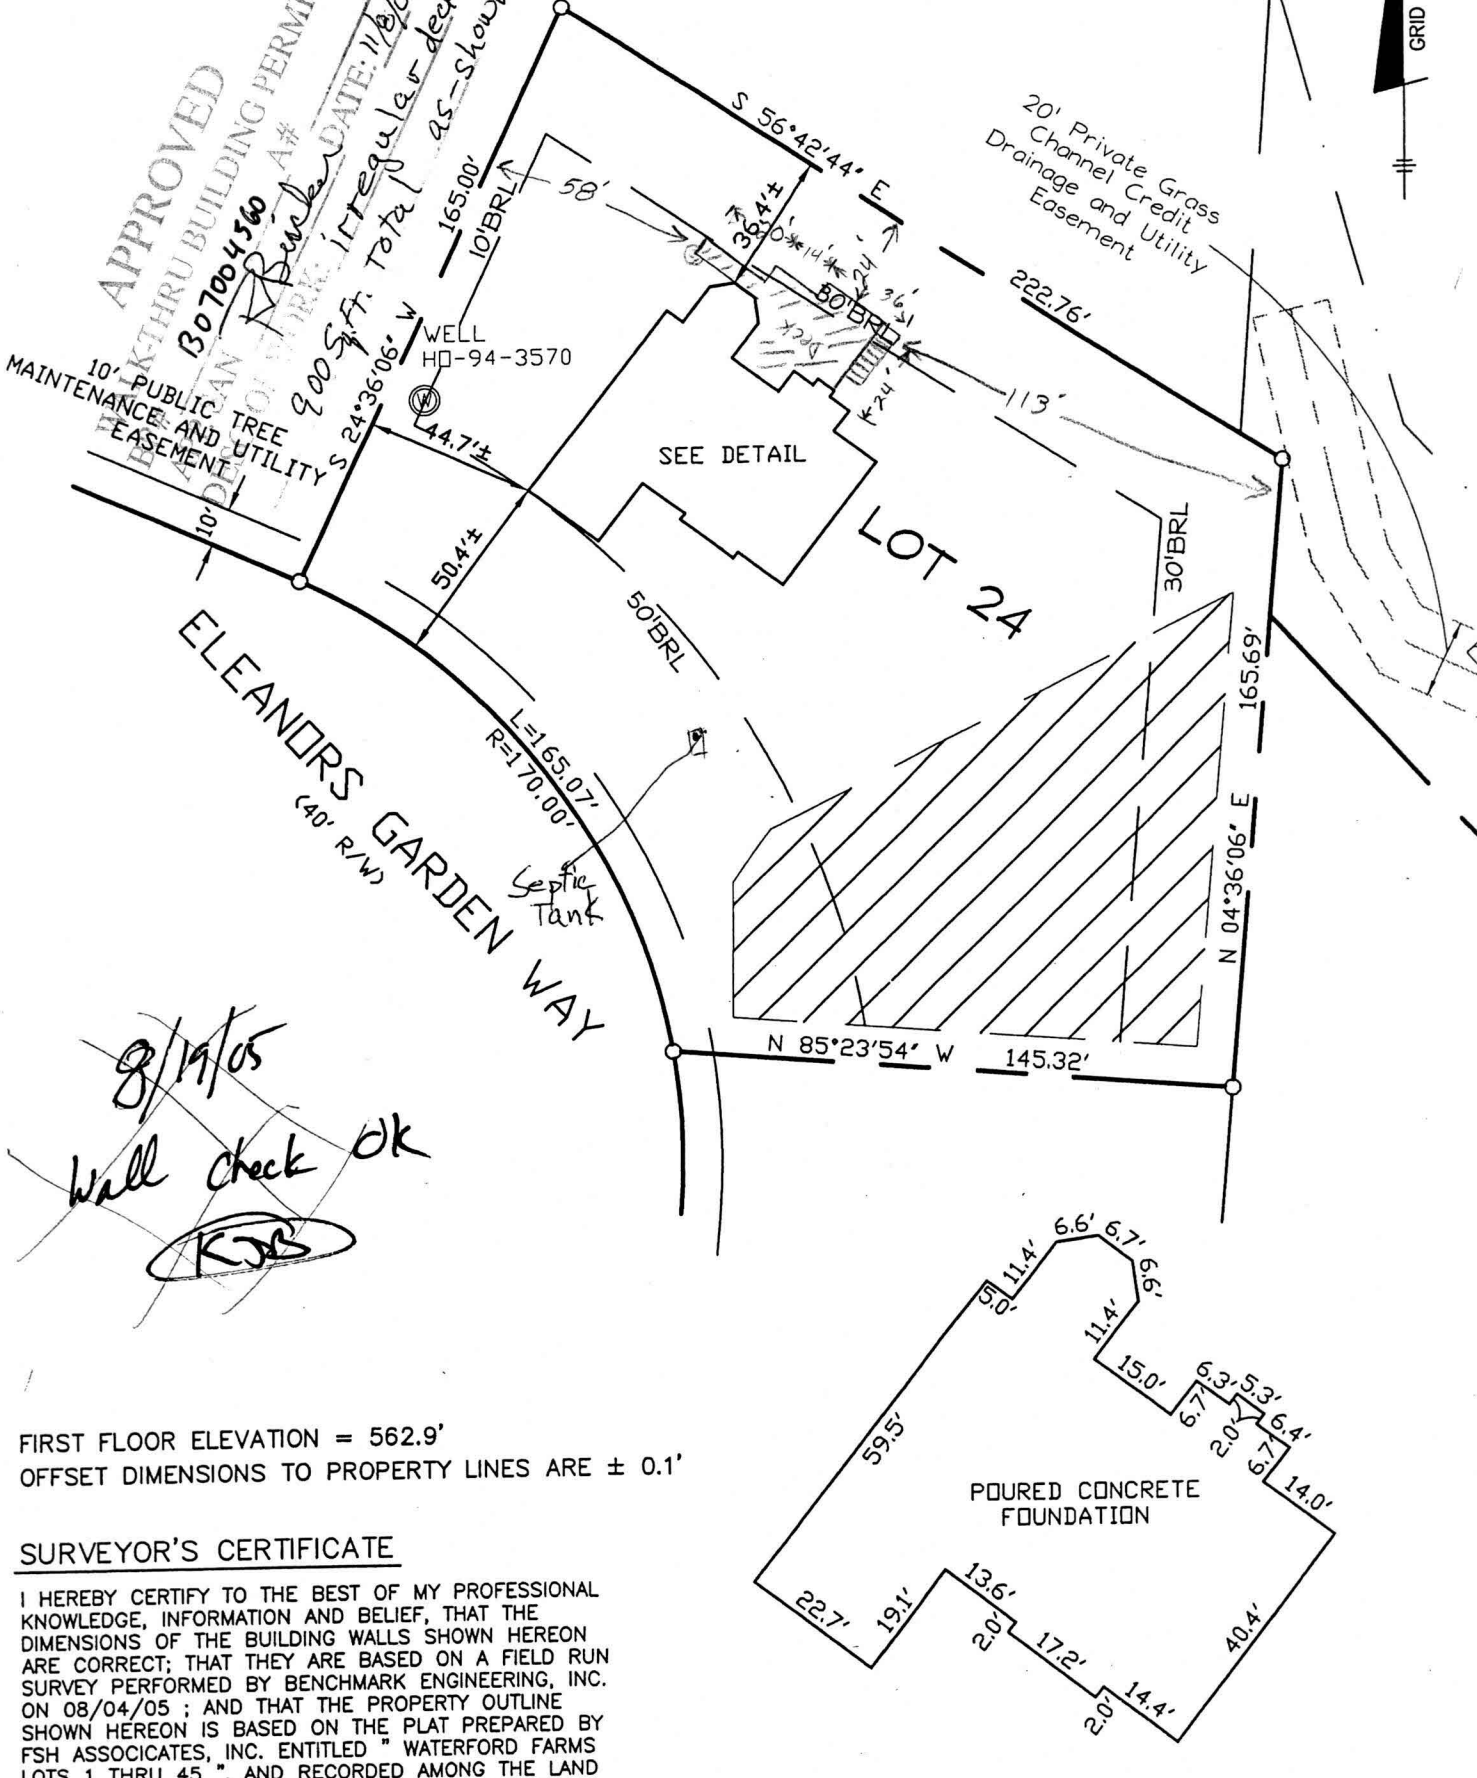 APPROVED
WALK-THRU BUILDING PERMI
B07004560
DATE: 11/8/0
irregular deck
900 Sq.Ft. Total as-show
GRID
S 56°42'44" E
222.76'
20' Private Grass
Channel Credit
Drainage and Utility
Easement
165.00'
10'BRL
58'
36.4'±
14'
24'
36'
30'BRL
Deck
24'
113'
WELL
HO-94-3570
W
S 24°36'06" W
10' PUBLIC TREE
MAINTENANCE AND UTILITY
EASEMENT
10'
44.7'±
50.4'±
SEE DETAIL
LOT 24
30'BRL
50'BRL
ELEANORS GARDEN WAY
(40' R/W)
L=165.07'
R=170.00'
Septic
Tank
165.69'
N 04°36'06" E
N 85°23'54" W 145.32'
8/19/05
Wall Check OK
KJB
6.6'
6.7'
6.6'
11.4'
5.0'
11.4'
15.0'
6.7'
6.3'
5.3'
2.0'
6.4'
6.7'
14.0'
59.5'
POURED CONCRETE
FOUNDATION
22.7'
19.1'
13.6'
2.0'
17.2'
2.0'
14.4'
40.4'
FIRST FLOOR ELEVATION = 562.9'
OFFSET DIMENSIONS TO PROPERTY LINES ARE ± 0.1'
SURVEYOR'S CERTIFICATE
I HEREBY CERTIFY TO THE BEST OF MY PROFESSIONAL
KNOWLEDGE, INFORMATION AND BELIEF, THAT THE
DIMENSIONS OF THE BUILDING WALLS SHOWN HEREON
ARE CORRECT; THAT THEY ARE BASED ON A FIELD RUN
SURVEY PERFORMED BY BENCHMARK ENGINEERING, INC.
ON 08/04/05 ; AND THAT THE PROPERTY OUTLINE
SHOWN HEREON IS BASED ON THE PLAT PREPARED BY
FSH ASSOCICATES, INC. ENTITLED " WATERFORD FARMS
LOTS 1 THRU 45 ", AND RECORDED AMONG THE LAND